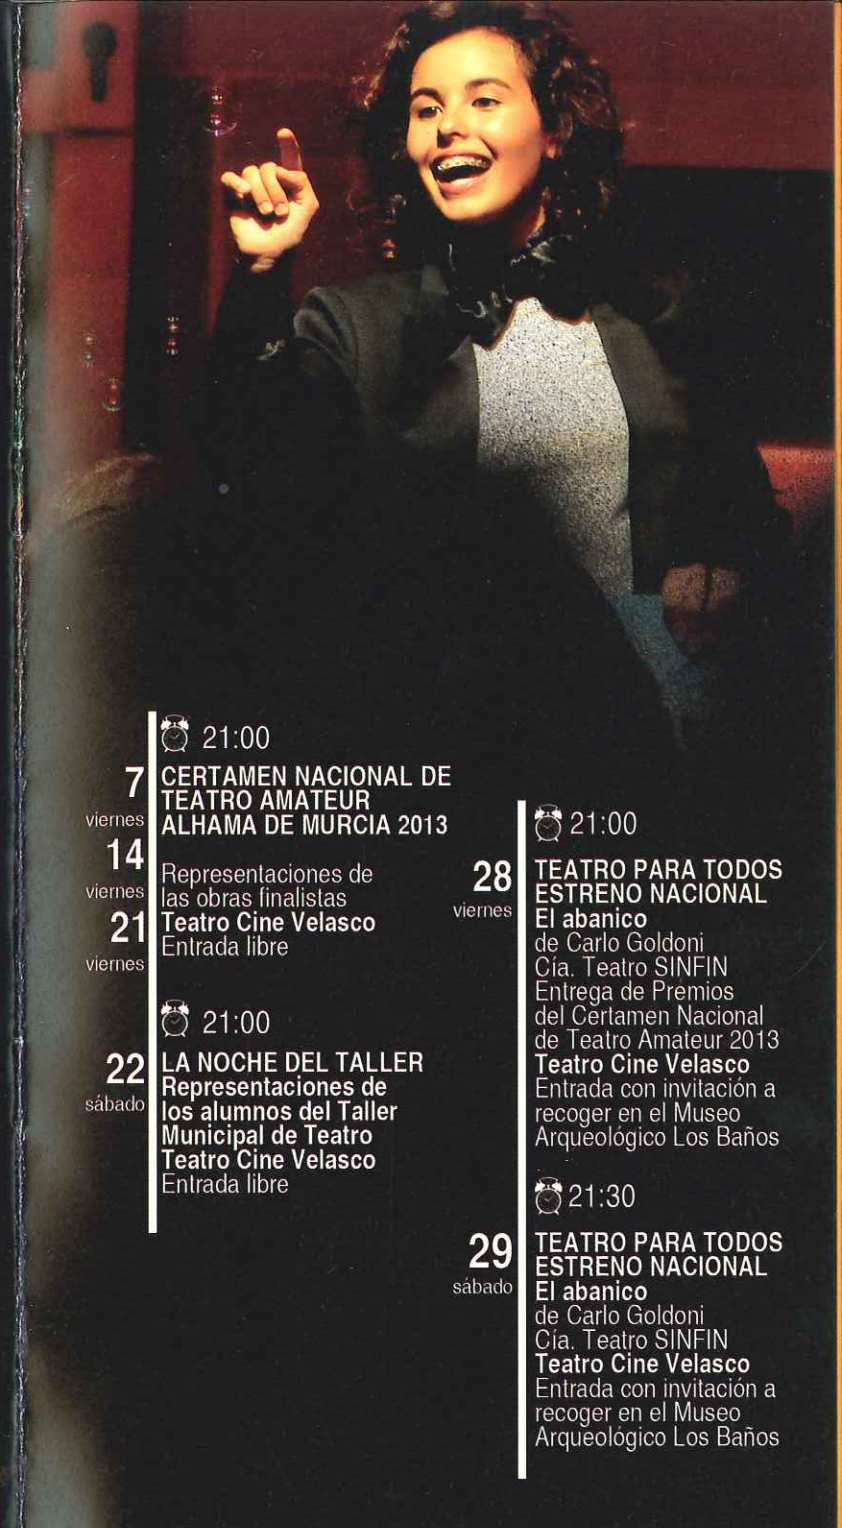 21:00
7
viernes
14
viernes
21
viernes
CERTAMEN NACIONAL DE
TEATRO AMATEUR
ALHAMA DE MURCIA 2013
Representaciones de
las obras finalistas
Teatro Cine Velasco
Entrada libre
21:00
22
sábado
LA NOCHE DEL TALLER
Representaciones de
los alumnos del Taller
Municipal de Teatro
Teatro Cine Velasco
Entrada libre
21:00
28
viernes
TEATRO PARA TODOS
ESTRENO NACIONAL
El abanico
de Carlo Goldoni
Cía. Teatro SINFIN
Entrega de Premios
del Certamen Nacional
de Teatro Amateur 2013
Teatro Cine Velasco
Entrada con invitación a
recoger en el Museo
Arqueológico Los Baños
21:30
29
sábado
TEATRO PARA TODOS
ESTRENO NACIONAL
El abanico
de Carlo Goldoni
Cía. Teatro SINFIN
Teatro Cine Velasco
Entrada con invitación a
recoger en el Museo
Arqueológico Los Baños